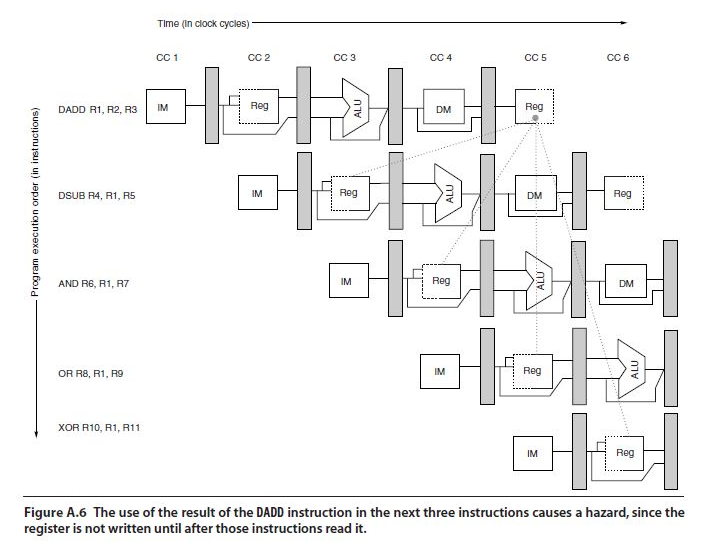 Time (in clock cycles)
CC 1 CC 2 CC 3 CC 4 CC 5 CC 6
Program execution order (in instructions)
DADD R1, R2, R3 IM Reg ALU DM Reg
DSUB R4, R1, R5 IM Reg ALU DM Reg
AND R6, R1, R7 IM Reg ALU DM
OR R8, R1, R9 IM Reg ALU
XOR R10, R1, R11 IM Reg
Figure A.6 The use of the result of the DADD instruction in the next three instructions causes a hazard, since the
register is not written until after those instructions read it.